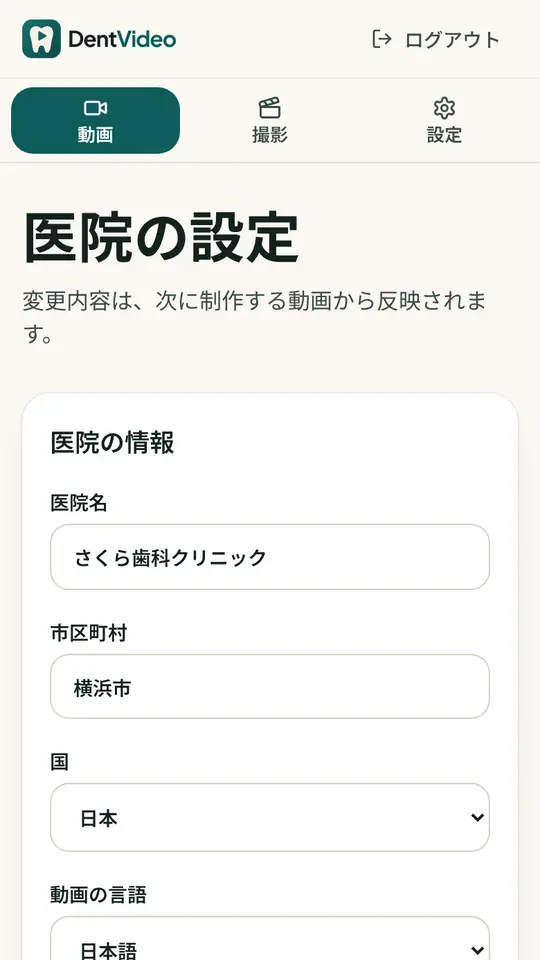 DentVideo
ログアウト
動画
撮影
設定
医院の設定
変更内容は、次に制作する動画から反映されま
す。
医院の情報
医院名
さくら歯科クリニック
市区町村
横浜市
国
日本
動画の言語
日本語